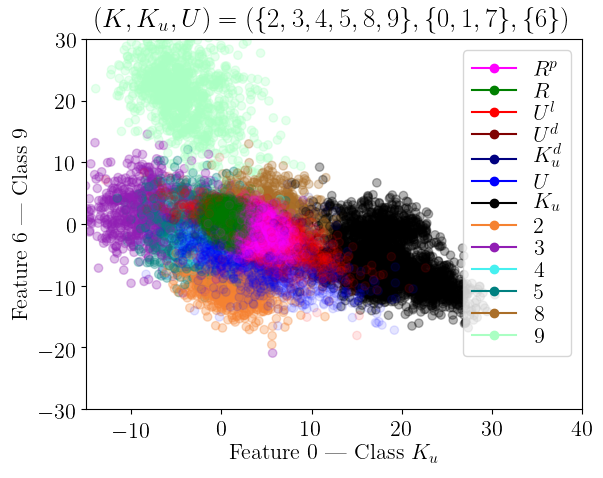 (K, K_u, U) = ({2, 3, 4, 5, 8, 9}, {0, 1, 7}, {6})
Feature 6 — Class 9
30
20
10
0
−10
−20
−30
−10
0
10
20
30
40
Feature 0 — Class K_u
R^p
R
U^l
U^d
K_u^d
U
K_u
2
3
4
5
8
9